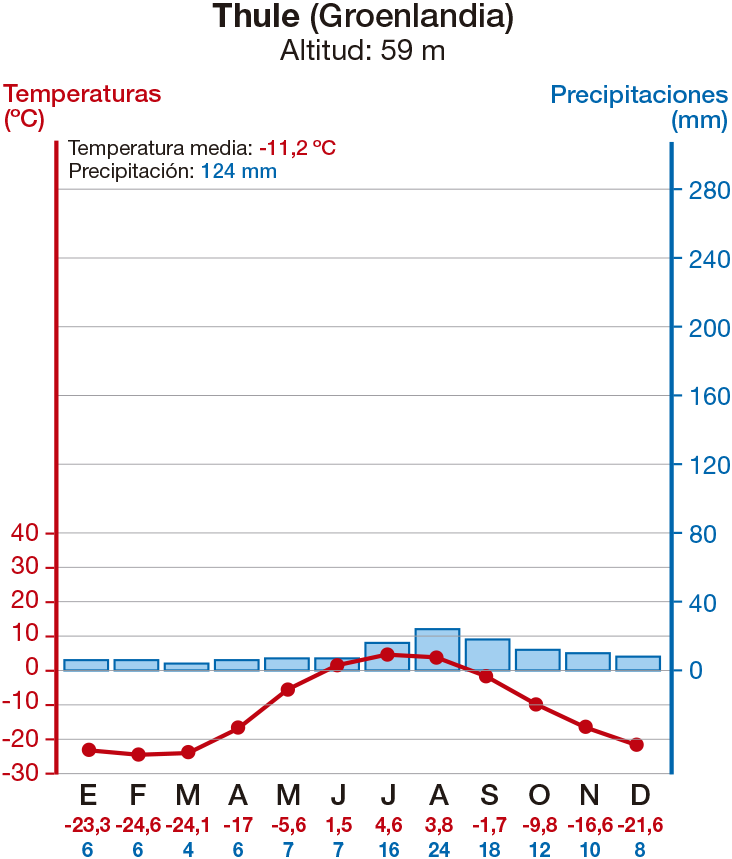 Thule (Groenlandia)
Altitud: 59 m
Temperaturas
(ºC)
Precipitaciones
(mm)
Temperatura media: -11,2 ºC
Precipitación: 124 mm
280
240
200
160
120
40 80
30
20 40
10
0 0
-10
-20
-30
E F M A M J J A S O N D
-23,3 -24,6 -24,1 -17 -5,6 1,5 4,6 3,8 -1,7 -9,8 -16,6 -21,6
6 6 4 6 7 7 16 24 18 12 10 8